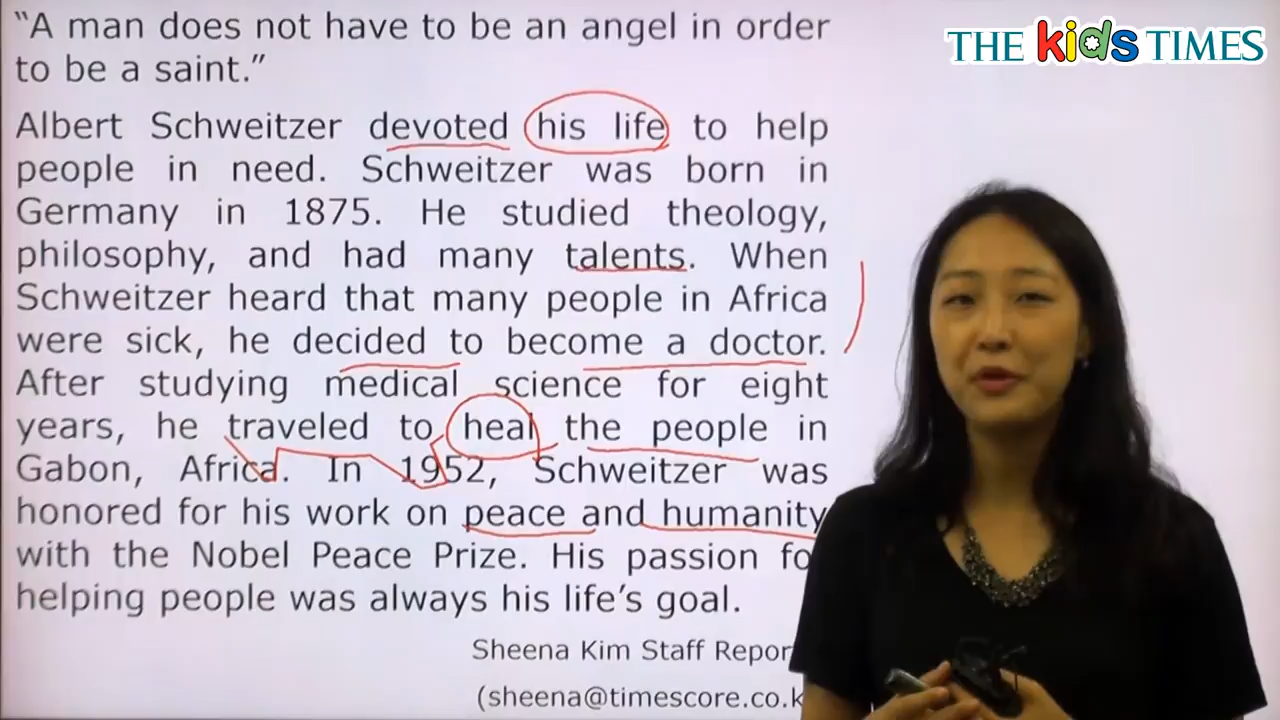 THE kids TIMES
“A man does not have to be an angel in order
to be a saint.”
Albert Schweitzer devoted his life to help
people in need. Schweitzer was born in
Germany in 1875. He studied theology,
philosophy, and had many talents. When
Schweitzer heard that many people in Africa
were sick, he decided to become a doctor.
After studying medical science for eight
years, he traveled to heal the people in
Gabon, Africa. In 1952, Schweitzer was
honored for his work on peace and humanity
with the Nobel Peace Prize. His passion fo
helping people was always his life’s goal.
Sheena Kim Staff Repor
(sheena@timescore.co.k